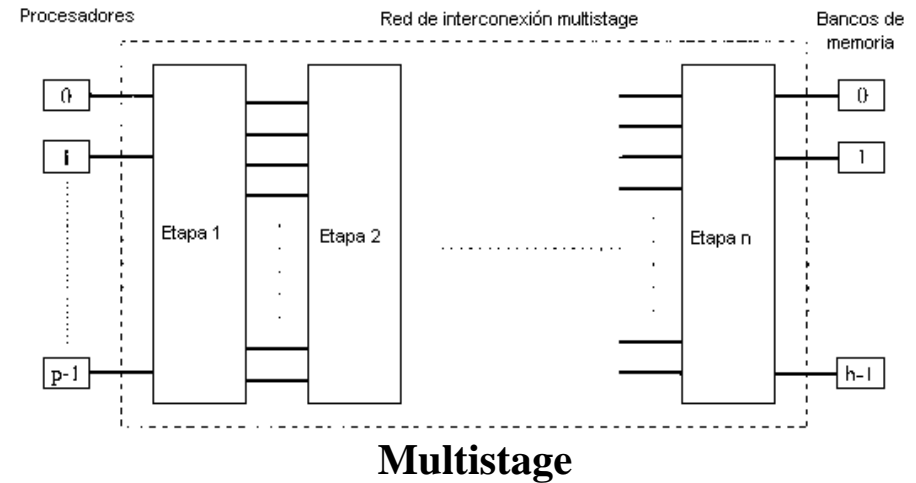 Procesadores
Red de interconexión multistage
Bancos de
memoria
0
0
i
1
Etapa 1
Etapa 2
Etapa n
p-1
h-1
Multistage